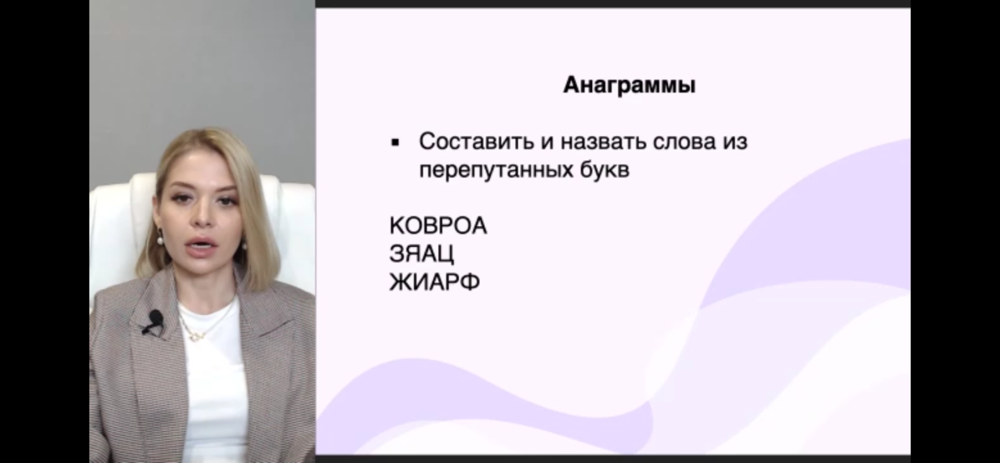 Анаграммы
▪ Составить и назвать слова из
перепутанных букв
КОВРОА
ЗЯАЦ
ЖИАРФ